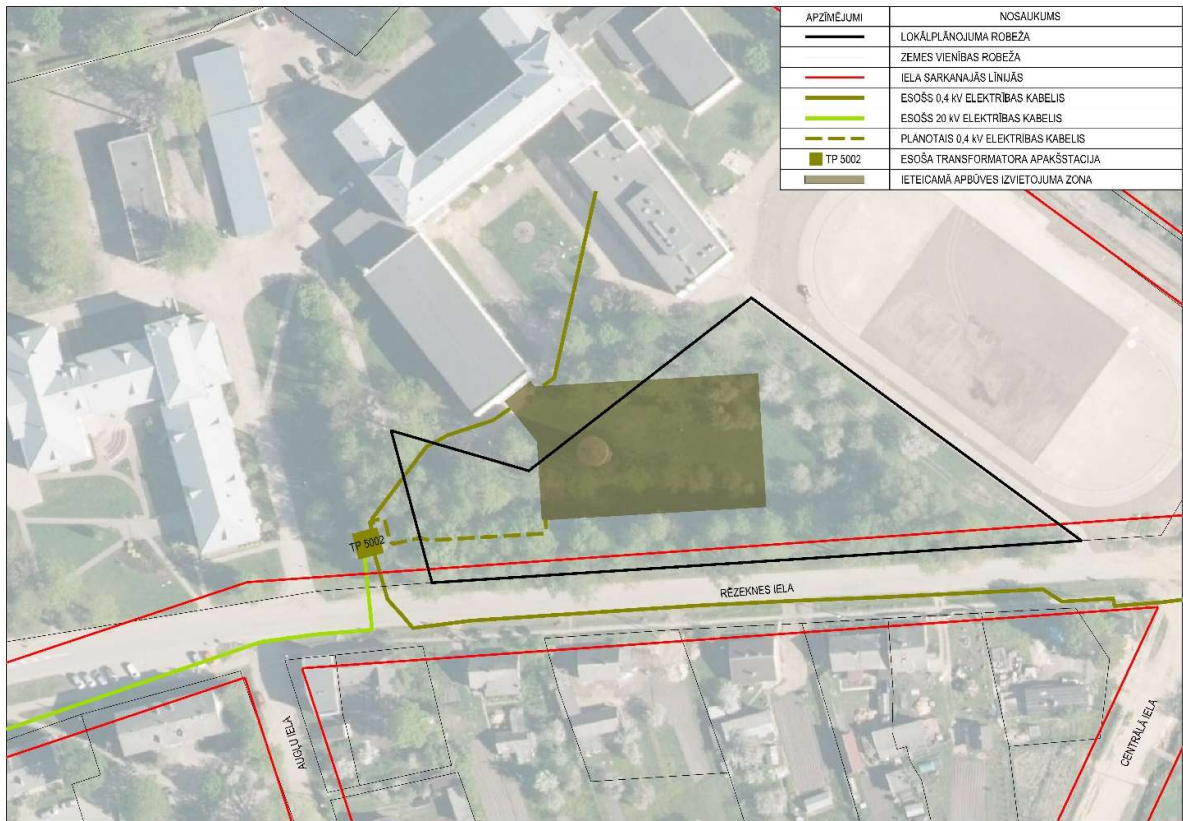 APZĪMĒJUMI NOSAUKUMS
LOKĀLPLĀNOJUMA ROBEŽA
ZEMES VIENĪBAS ROBEŽA
IELA SARKANAJĀS LĪNIJĀS
ESOŠS 0,4 kV ELEKTRĪBAS KABELIS
ESOŠS 20 kV ELEKTRĪBAS KABELIS
PLĀNOTAIS 0,4 kV ELEKTRĪBAS KABELIS
TP 5002 ESOŠA TRANSFORMATORA APAKŠSTACIJA
IETEICAMĀ APBŪVES IZVIETOJUMA ZONA
TP 5002
RĒZEKNES IELA
AUGĻU IELA
CENTRĀLĀ IELA